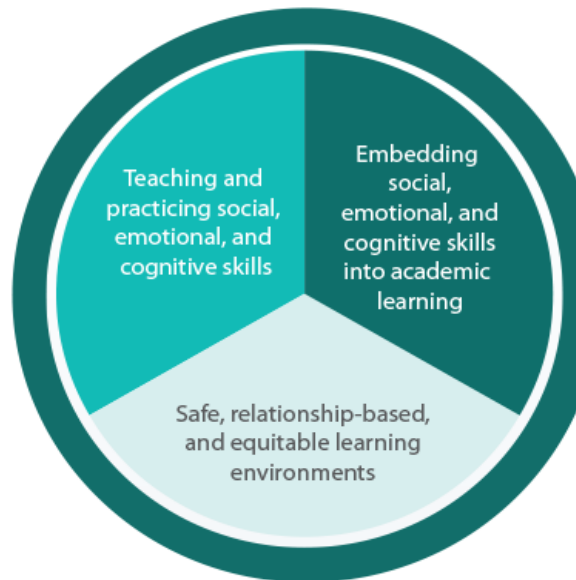 Teaching and
practicing social,
emotional, and
cognitive skills
Embedding
social,
emotional, and
cognitive skills
into academic
learning
Safe, relationship-based,
and equitable learning
environments